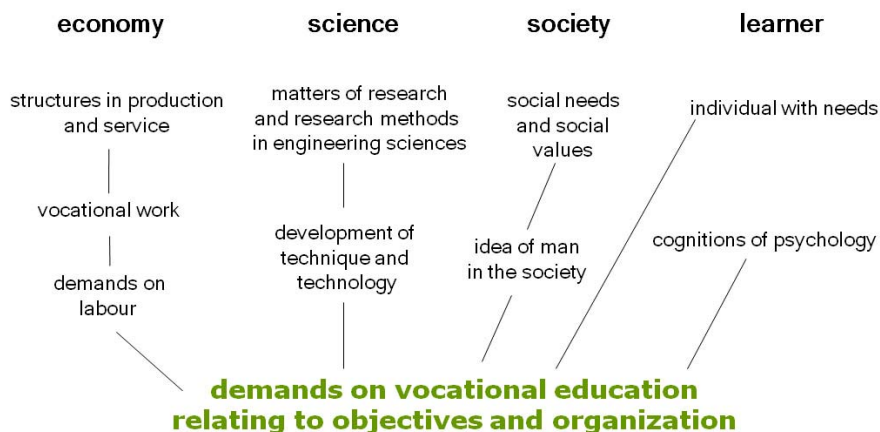 economy
science
society
learner
structures in production
and service
matters of research
and research methods
in engineering sciences
social needs
and social
values
individual with needs
vocational work
development of
technique and
technology
idea of man
in the society
cognitions of psychology
demands on
labour
demands on vocational education
relating to objectives and organization